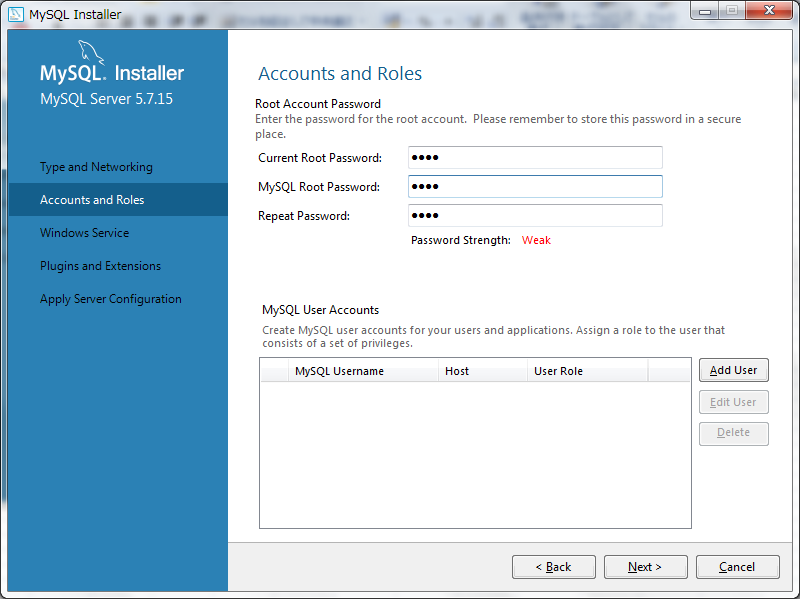 MySQL Installer
MySQL. Installer
MySQL Server 5.7.15
Type and Networking
Accounts and Roles
Windows Service
Plugins and Extensions
Apply Server Configuration
Accounts and Roles
Root Account Password
Enter the password for the root account.  Please remember to store this password in a secure
place.
Current Root Password: ●●●●
MySQL Root Password: ●●●●
Repeat Password: ●●●●
Password Strength: Weak
MySQL User Accounts
Create MySQL user accounts for your users and applications. Assign a role to the user that
consists of a set of privileges.
MySQL Username Host User Role
Add User
Edit User
Delete
< Back Next > Cancel